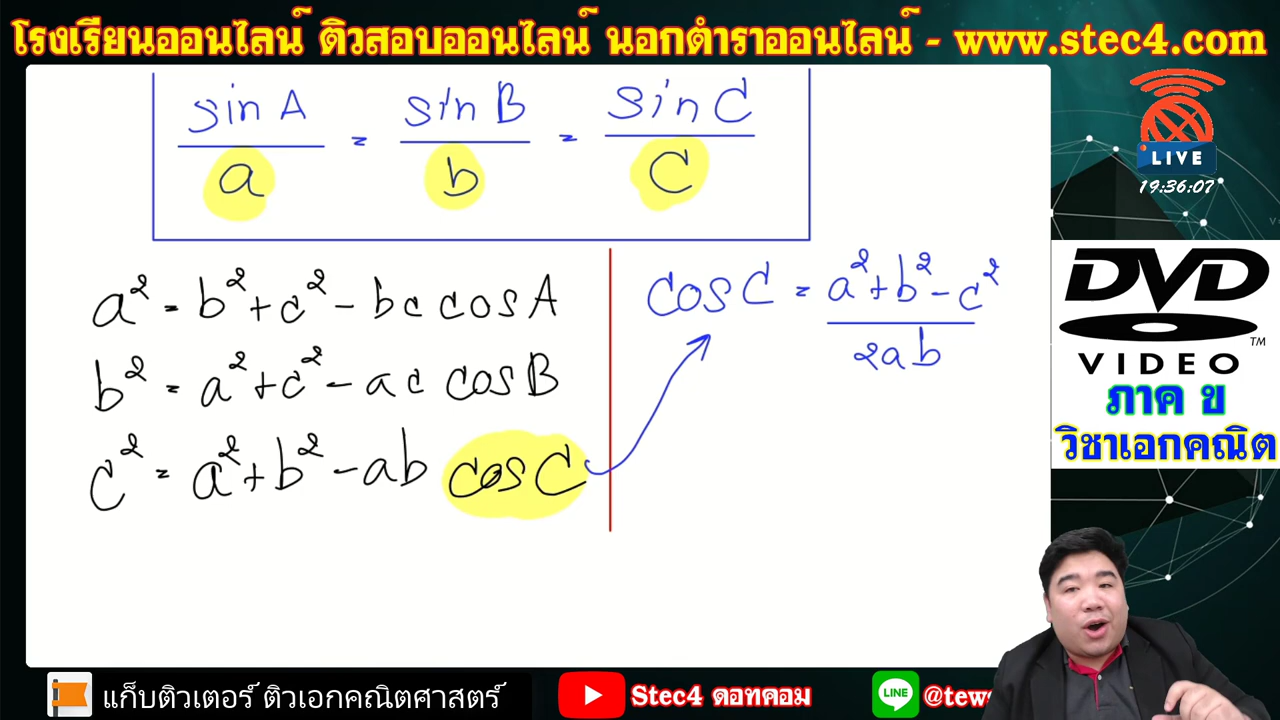 โรงเรียนออนไลน์ ติวสอบออนไลน์ นอกตำราออนไลน์ - www.stec4.com
sin A / a = sin B / b = sin C / c
LIVE
19:36:07
a² = b² + c² - bc cos A
b² = a² + c² - ac cos B
c² = a² + b² - ab cos C
cos C = a² + b² - c² / 2ab
DVD
TM
VIDEO
ภาค ข
วิชาเอกคณิต
แก็บติวเตอร์ ติวเอกคณิตศาสตร์
Stec4 ดอทคอม
LINE